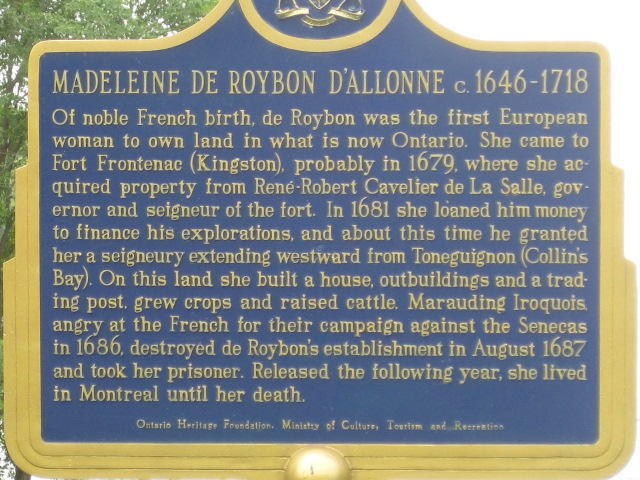 MADELEINE DE ROYBON D'ALLONNE c. 1646-1718
Of noble French birth, de Roybon was the first European
woman to own land in what is now Ontario. She came to
Fort Frontenac (Kingston), probably in 1679, where she ac-
quired property from René-Robert Cavelier de La Salle, gov-
ernor and seigneur of the fort. In 1681 she loaned him money
to finance his explorations, and about this time he granted
her a seigneury extending westward from Toneguignon (Collin's
Bay). On this land she built a house, outbuildings and a trad-
ing post, grew crops and raised cattle. Marauding Iroquois,
angry at the French for their campaign against the Senecas
in 1686, destroyed de Roybon's establishment in August 1687
and took her prisoner. Released the following year, she lived
in Montreal until her death.
Ontario Heritage Foundation, Ministry of Culture, Tourism and Recreation